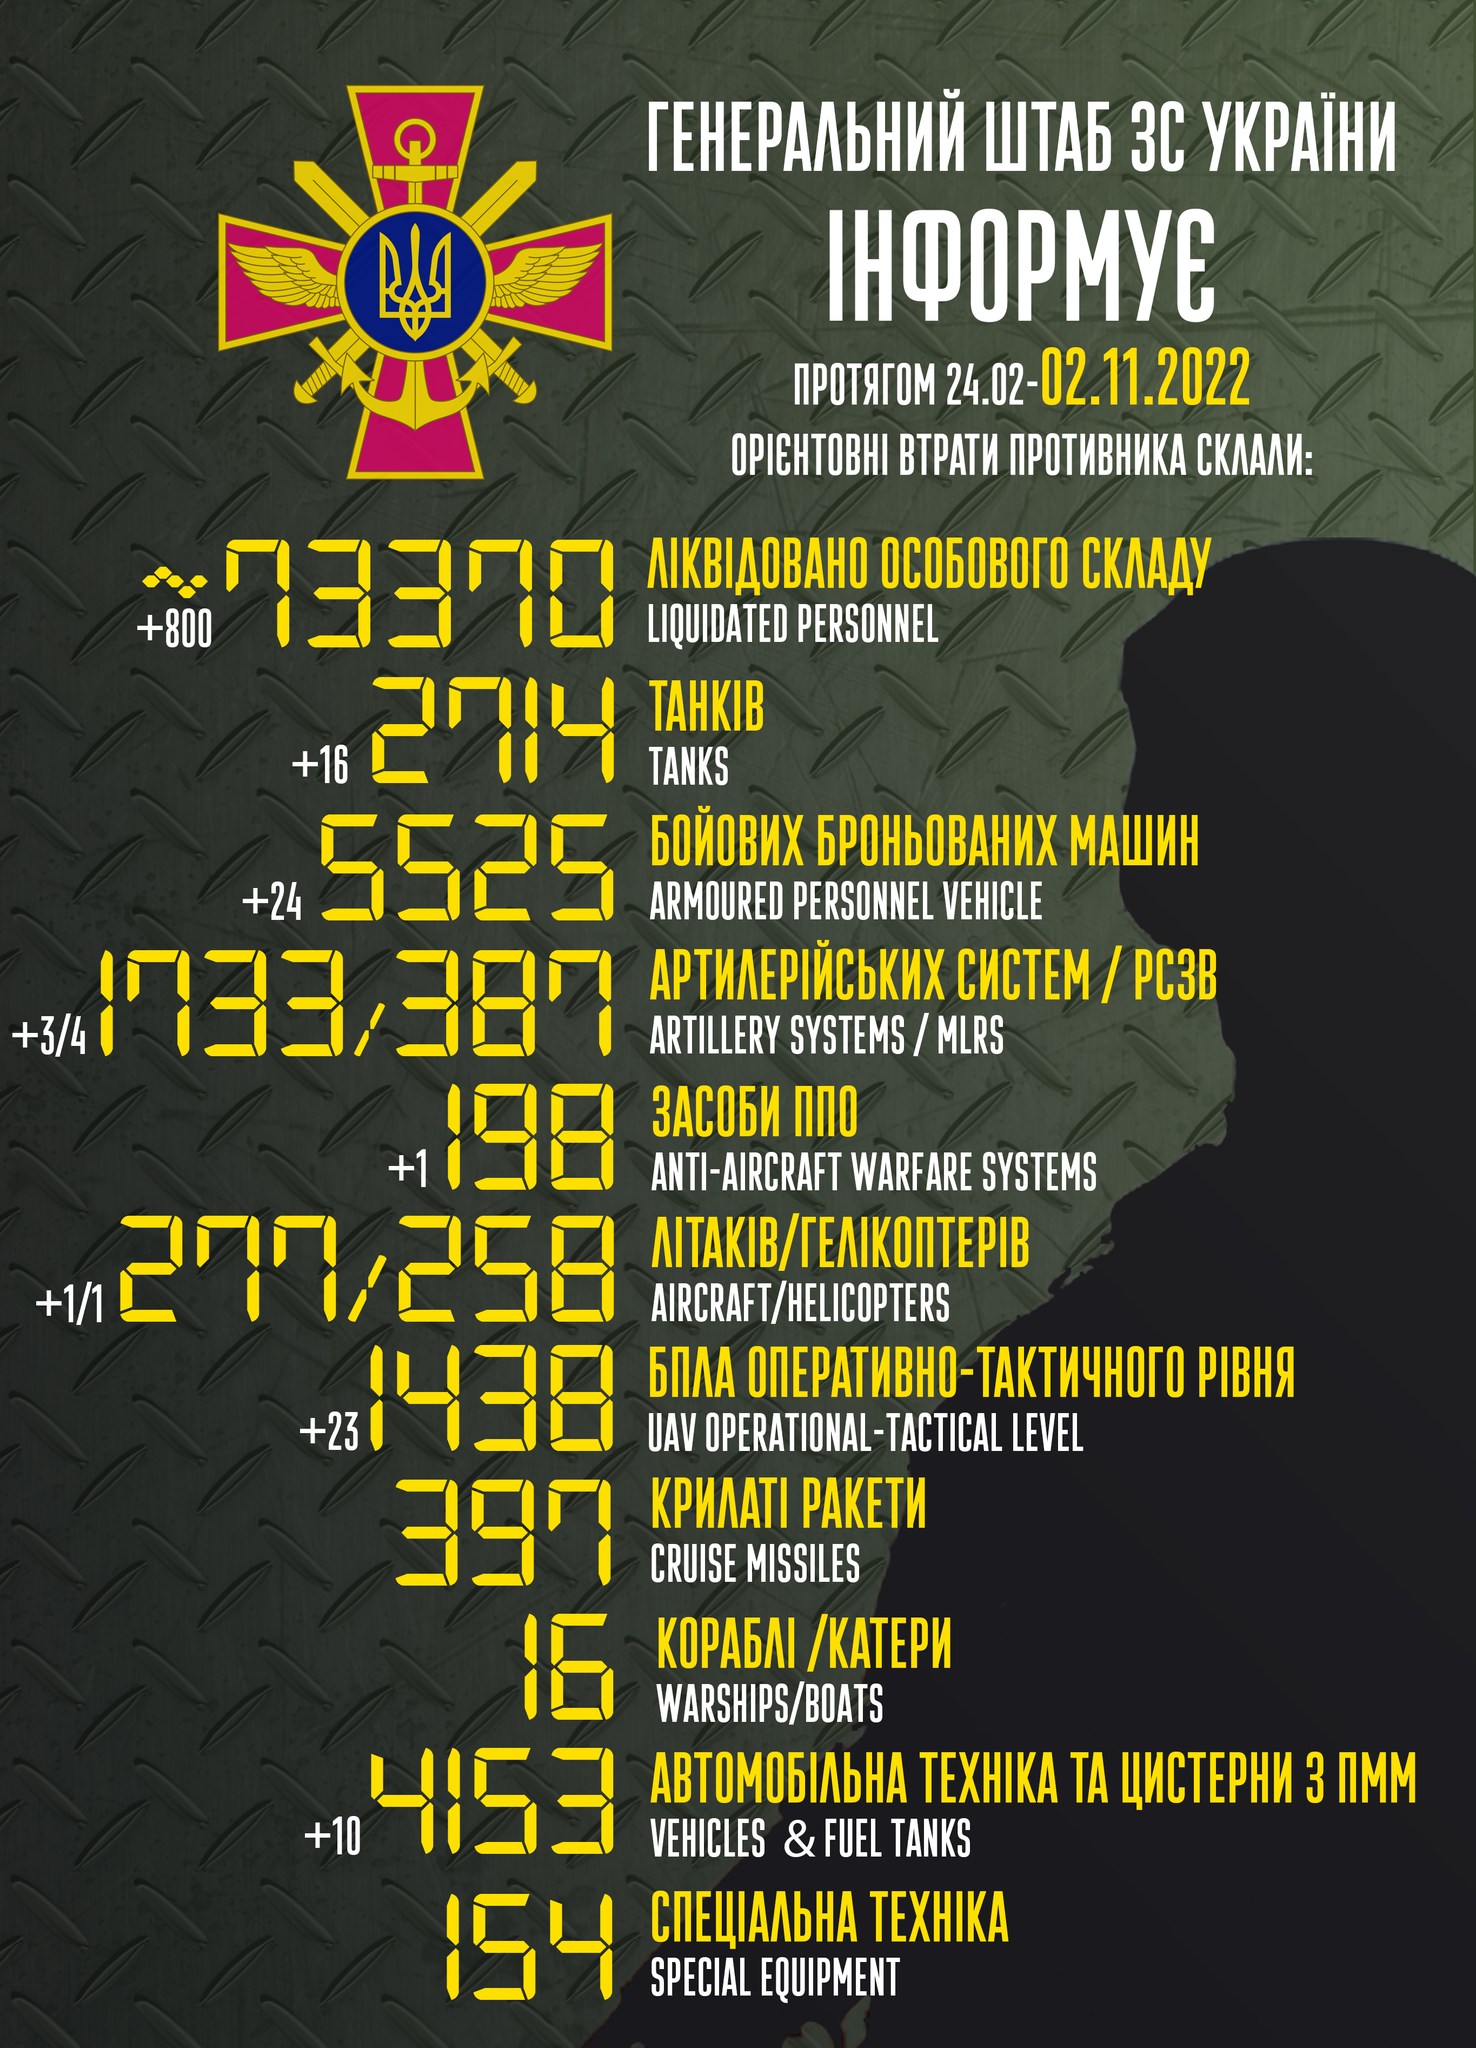 ГЕНЕРАЛЬНИЙ ШТАБ ЗС УКРАЇНИ
ІНФОРМУЄ
ПРОТЯГОМ 24.02-02.11.2022
ОРІЄНТОВНІ ВТРАТИ ПРОТИВНИКА СКЛАЛИ:
~73370 ЛІКВІДОВАНО ОСОБОВОГО СКЛАДУ
+800 LIQUIDATED PERSONNEL
2714 ТАНКІВ
+16 TANKS
5525 БОЙОВИХ БРОНЬОВАНИХ МАШИН
+24 ARMOURED PERSONNEL VEHICLE
1733/387 АРТИЛЕРІЙСЬКИХ СИСТЕМ / РСЗВ
+3/4 ARTILLERY SYSTEMS / MLRS
198 ЗАСОБИ ППО
+1 ANTI-AIRCRAFT WARFARE SYSTEMS
277/258 ЛІТАКІВ/ГЕЛІКОПТЕРІВ
+1/1 AIRCRAFT/HELICOPTERS
1438 БПЛА ОПЕРАТИВНО-ТАКТИЧНОГО РІВНЯ
+23 UAV OPERATIONAL-TACTICAL LEVEL
397 КРИЛАТІ РАКЕТИ
CRUISE MISSILES
16 КОРАБЛІ /КАТЕРИ
WARSHIPS/BOATS
4153 АВТОМОБІЛЬНА ТЕХНІКА ТА ЦИСТЕРНИ З ПММ
+10 VEHICLES & FUEL TANKS
154 СПЕЦІАЛЬНА ТЕХНІКА
SPECIAL EQUIPMENT